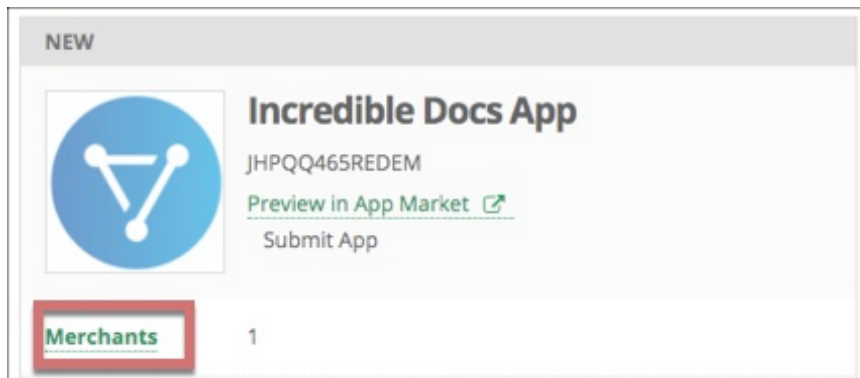 NEW
Incredible Docs App
JHPQQ465REDEM
Preview in App Market
Submit App
Merchants 1